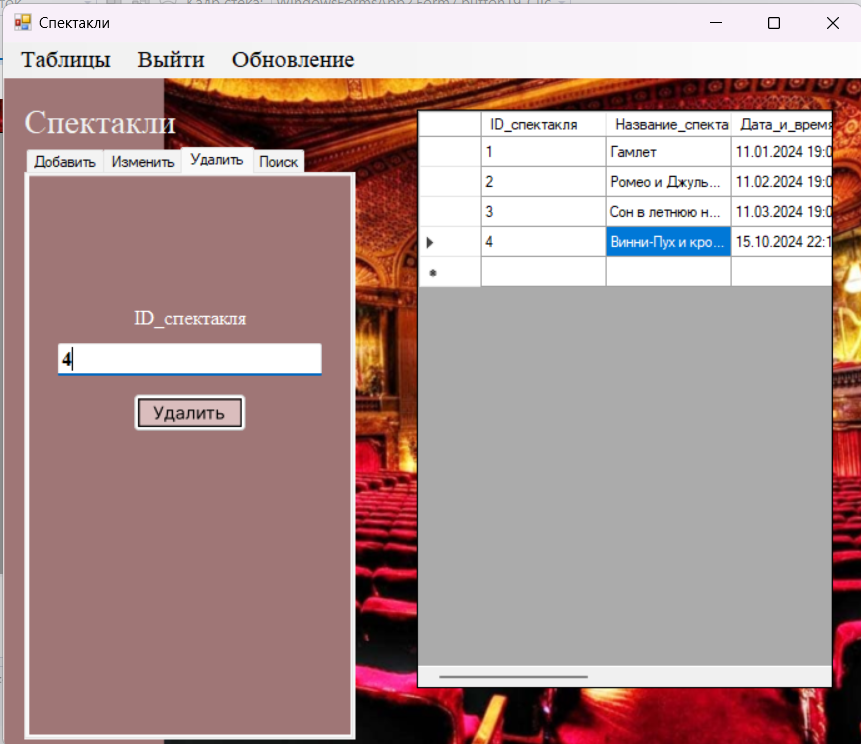 Спектакли
Таблицы Выйти Обновление
Спектакли
Добавить Изменить Удалить Поиск
ID_спектакля
4
Удалить
ID_спектакля Название_спекта Дата_и_время
1 Гамлет 11.01.2024 19:0
2 Ромео и Джуль... 11.02.2024 19:0
3 Сон в летнюю н... 11.03.2024 19:0
4 Винни-Пух и кро... 15.10.2024 22:1